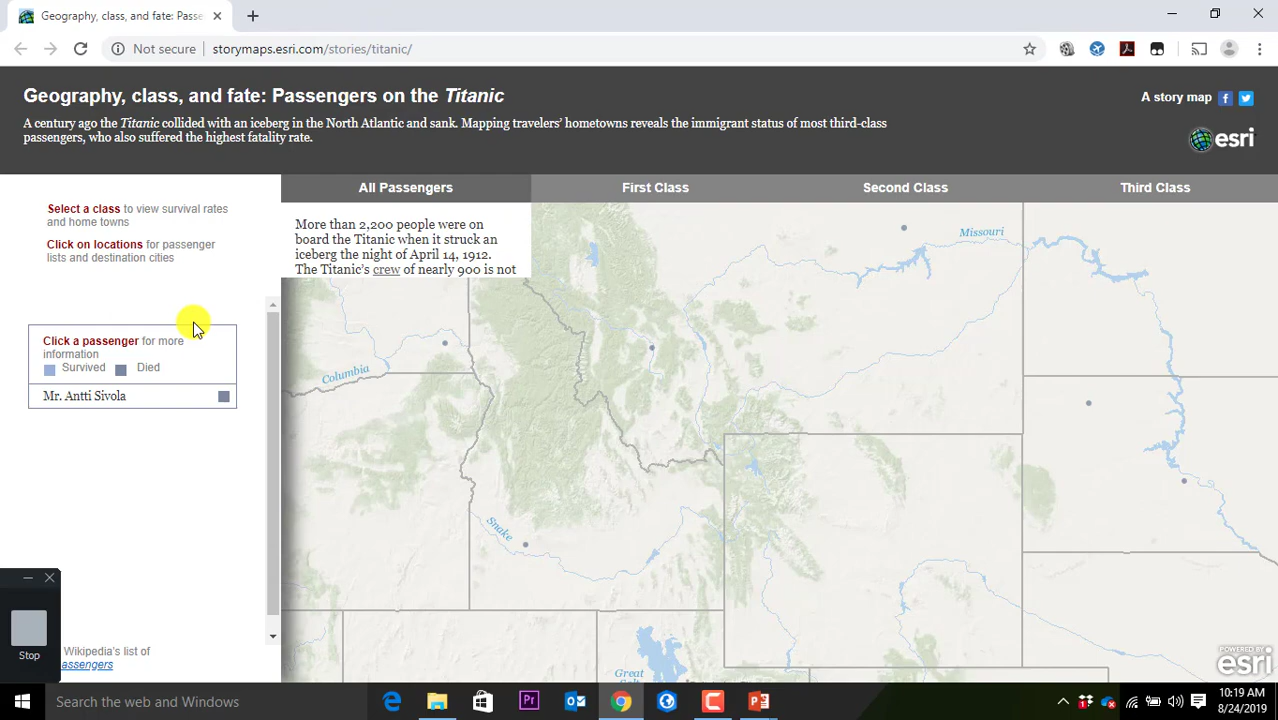 Geography, class, and fate: Passe
Not secure
storymaps.esri.com/stories/titanic/
Geography, class, and fate: Passengers on the Titanic
A century ago the Titanic collided with an iceberg in the North Atlantic and sank. Mapping travelers' hometowns reveals the immigrant status of most third-class
passengers, who also suffered the highest fatality rate.
A story map
esri
Select a class to view survival rates
and home towns
Click on locations for passenger
lists and destination cities
All Passengers
First Class
Second Class
Third Class
More than 2,200 people were on
board the Titanic when it struck an
iceberg the night of April 14, 1912.
The Titanic's crew of nearly 900 is not
Click a passenger for more
information
Survived Died
Mr. Antti Sivola
Missouri
Columbia
Snake
Great
Stop
Wikipedia's list of
assengers
POWERED BY
esri
Search the web and Windows
10:19 AM
8/24/2019